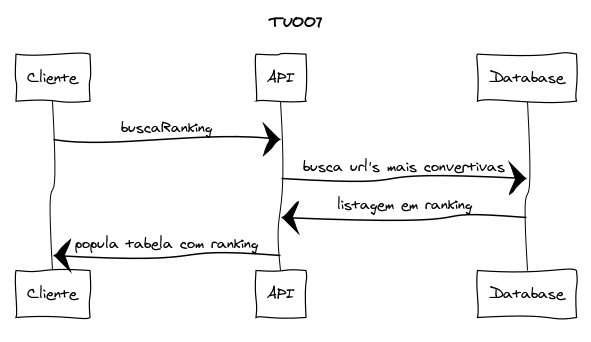 TU007
Cliente
API
Database
buscaRanking
busca url's mais convertivas
listagem em ranking
popula tabela com ranking
Cliente
API
Database